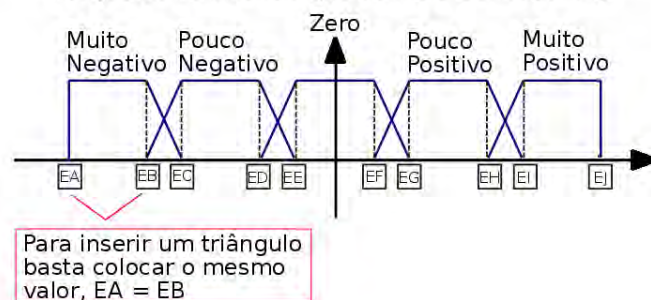 Zero
Muito
Negativo
Pouco
Negativo
Pouco
Positivo
Muito
Positivo
EA EB EC ED EE EF EG EH EI EJ
Para inserir um triângulo
basta colocar o mesmo
valor, EA = EB